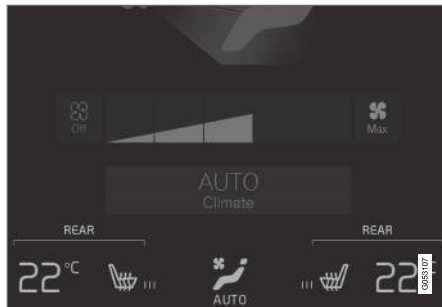 Off
Max
AUTO
Climate
REAR REAR
22°C 22°C
AUTO
G053107